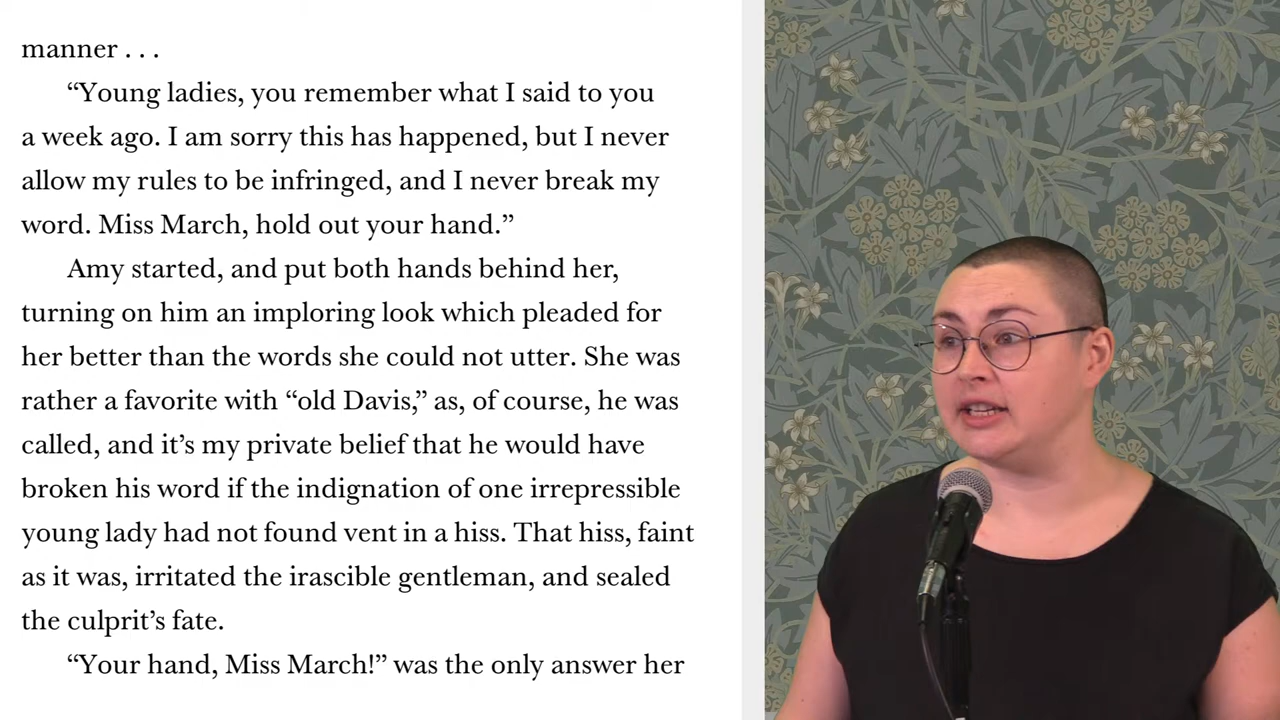 manner . . .
“Young ladies, you remember what I said to you
a week ago. I am sorry this has happened, but I never
allow my rules to be infringed, and I never break my
word. Miss March, hold out your hand.”
Amy started, and put both hands behind her,
turning on him an imploring look which pleaded for
her better than the words she could not utter. She was
rather a favorite with “old Davis,” as, of course, he was
called, and it’s my private belief that he would have
broken his word if the indignation of one irrepressible
young lady had not found vent in a hiss. That hiss, faint
as it was, irritated the irascible gentleman, and sealed
the culprit’s fate.
“Your hand, Miss March!” was the only answer her